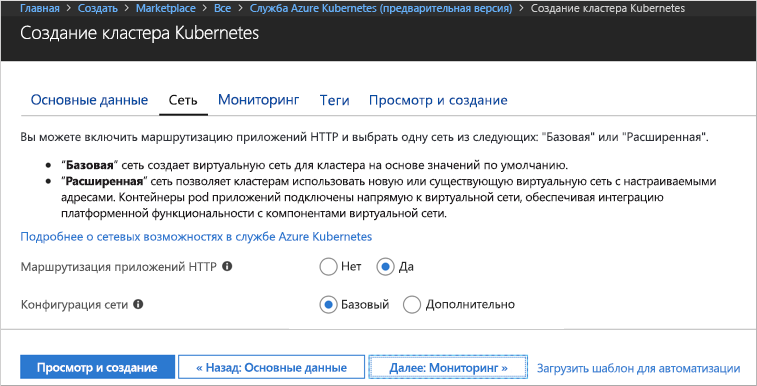 Главная > Создать > Marketplace > Все > Служба Azure Kubernetes (предварительная версия) > Создание кластера Kubernetes
Создание кластера Kubernetes
Основные данные Сеть Мониторинг Теги Просмотр и создание
Вы можете включить маршрутизацию приложений HTTP и выбрать одну сеть из следующих: "Базовая" или "Расширенная".
• “Базовая” сеть создает виртуальную сеть для кластера на основе значений по умолчанию.
• “Расширенная” сеть позволяет кластерам использовать новую или существующую виртуальную сеть с настраиваемыми
адресами. Контейнеры pod приложений подключены напрямую к виртуальной сети, обеспечивая интеграцию
платформенной функциональности с компонентами виртуальной сети.
Подробнее о сетевых возможностях в службе Azure Kubernetes
Маршрутизация приложений HTTP Нет Да
Конфигурация сети Базовый Дополнительно
Просмотр и создание « Назад: Основные данные Далее: Мониторинг » Загрузить шаблон для автоматизации